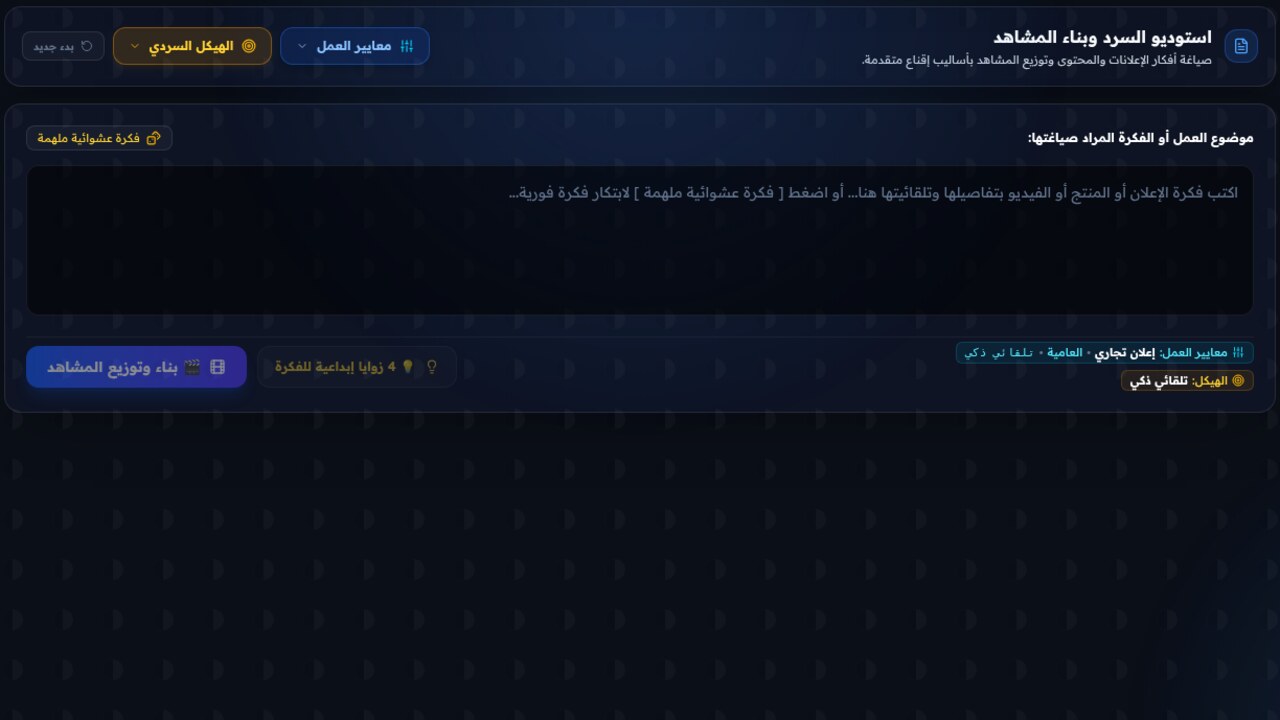 استوديو السرد وبناء المشاهد
صياغة أفكار الإعلانات والمحتوى وتوزيع المشاهد بأساليب إقناع متقدمة.
معايير العمل
الهيكل السردي
بدء جديد
موضوع العمل أو الفكرة المراد صياغتها:
فكرة عشوائية ملهمة
اكتب فكرة الإعلان أو المنتج أو الفيديو بتفاصيلها وتلقائيتها هنا... أو اضغط [ فكرة عشوائية ملهمة ] لابتكار فكرة فورية...
معايير العمل: إعلان تجاري • العامية • تلقائي ذكي
الهيكل: تلقائي ذكي
4 زوايا إبداعية للفكرة
بناء وتوزيع المشاهد